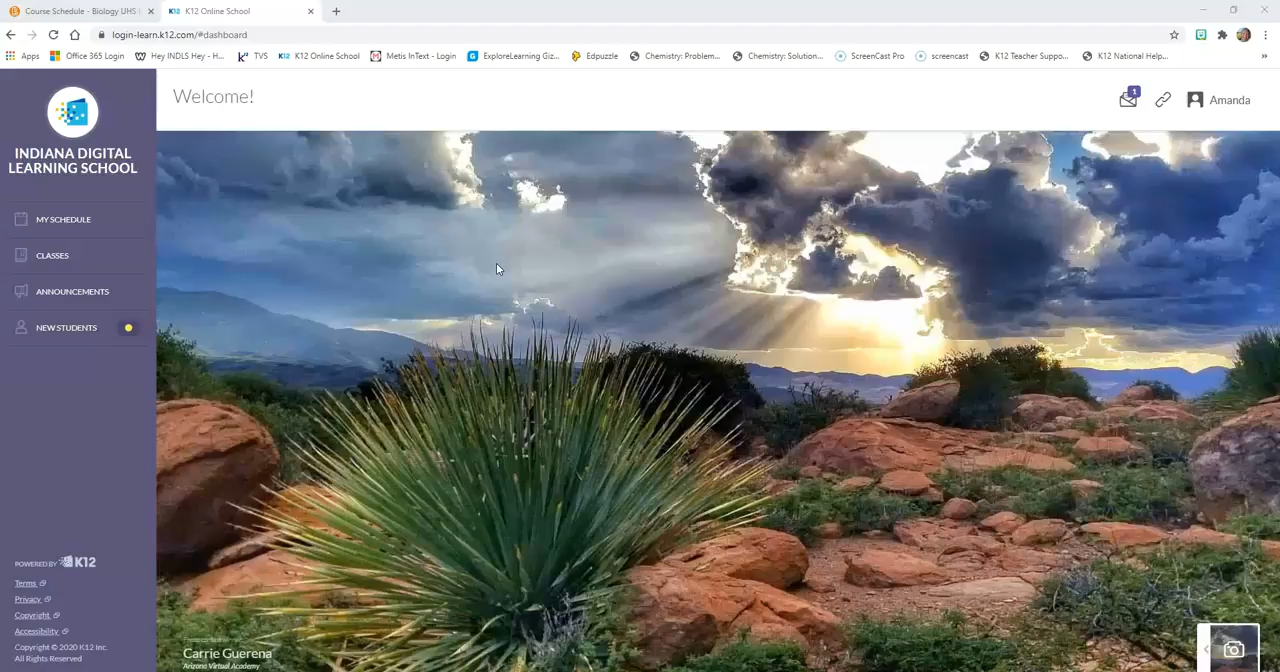 Course Schedule - Biology UHS
K12 Online School
login-learn.k12.com/#dashboard
Apps
Office 365 Login
Hey INDLS Hey - H...
TVS
K12 Online School
Metis InText - Login
ExploreLearning Giz...
Edpuzzle
Chemistry: Problem...
Chemistry: Solution...
ScreenCast Pro
screencast
K12 Teacher Suppo...
K12 National Help...
»
INDIANA DIGITAL
LEARNING SCHOOL
MY SCHEDULE
CLASSES
ANNOUNCEMENTS
NEW STUDENTS
POWERED BY K12
Terms
Privacy
Copyright
Accessibility
Copyright © 2020 K12 Inc.
All Rights Reserved
Welcome!
1
Amanda
Carrie Guerena
Arizona Virtual Academy